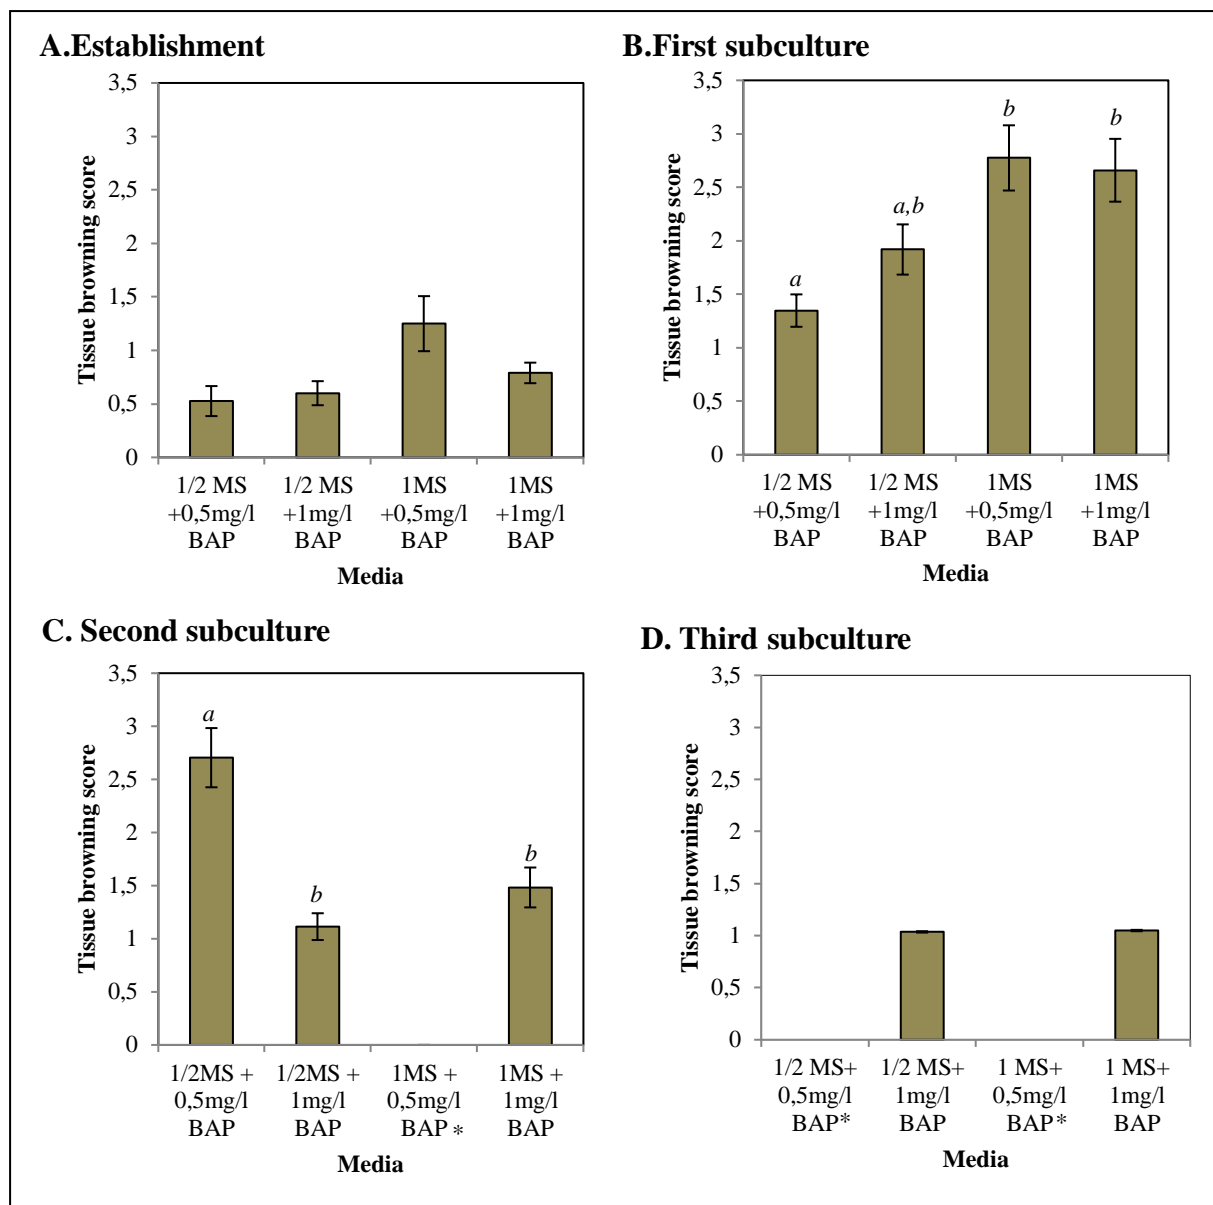 A.Establishment
3,5
3
2,5
2
1,5
1
0,5
0
Tissue browning score
1/2 MS +0,5mg/l BAP
1/2 MS +1mg/l BAP
1MS +0,5mg/l BAP
1MS +1mg/l BAP
Media
B.First subculture
3,5
3
2,5
2
1,5
1
0,5
0
Tissue browning score
a
a,b
b
b
1/2 MS +0,5mg/l BAP
1/2 MS +1mg/l BAP
1MS +0,5mg/l BAP
1MS +1mg/l BAP
Media
C. Second subculture
3,5
3
2,5
2
1,5
1
0,5
0
Tissue browning score
a
b
b
1/2MS + 0,5mg/l BAP
1/2MS + 1mg/l BAP
1MS + 0,5mg/l BAP *
1MS + 1mg/l BAP
Media
D. Third subculture
3,5
3
2,5
2
1,5
1
0,5
0
Tissue browning score
1/2 MS+ 0,5mg/l BAP*
1/2 MS+ 1mg/l BAP
1 MS+ 0,5mg/l BAP*
1 MS+ 1mg/l BAP
Media